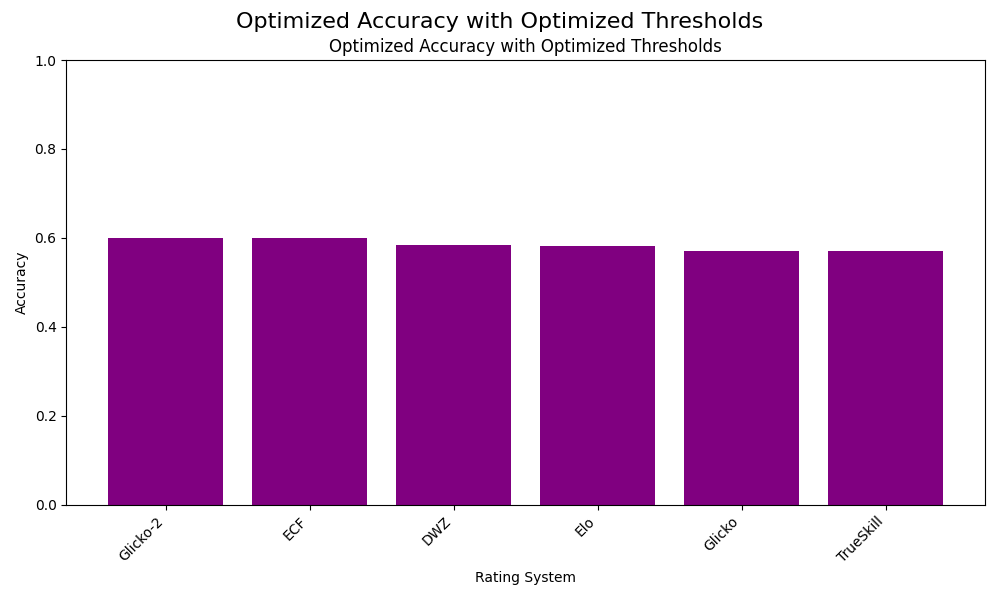 Optimized Accuracy with Optimized Thresholds
Optimized Accuracy with Optimized Thresholds
1.0
0.8
0.6
0.4
0.2
0.0
Accuracy
Glicko-2
ECF
DWZ
Elo
Glicko
TrueSkill
Rating System